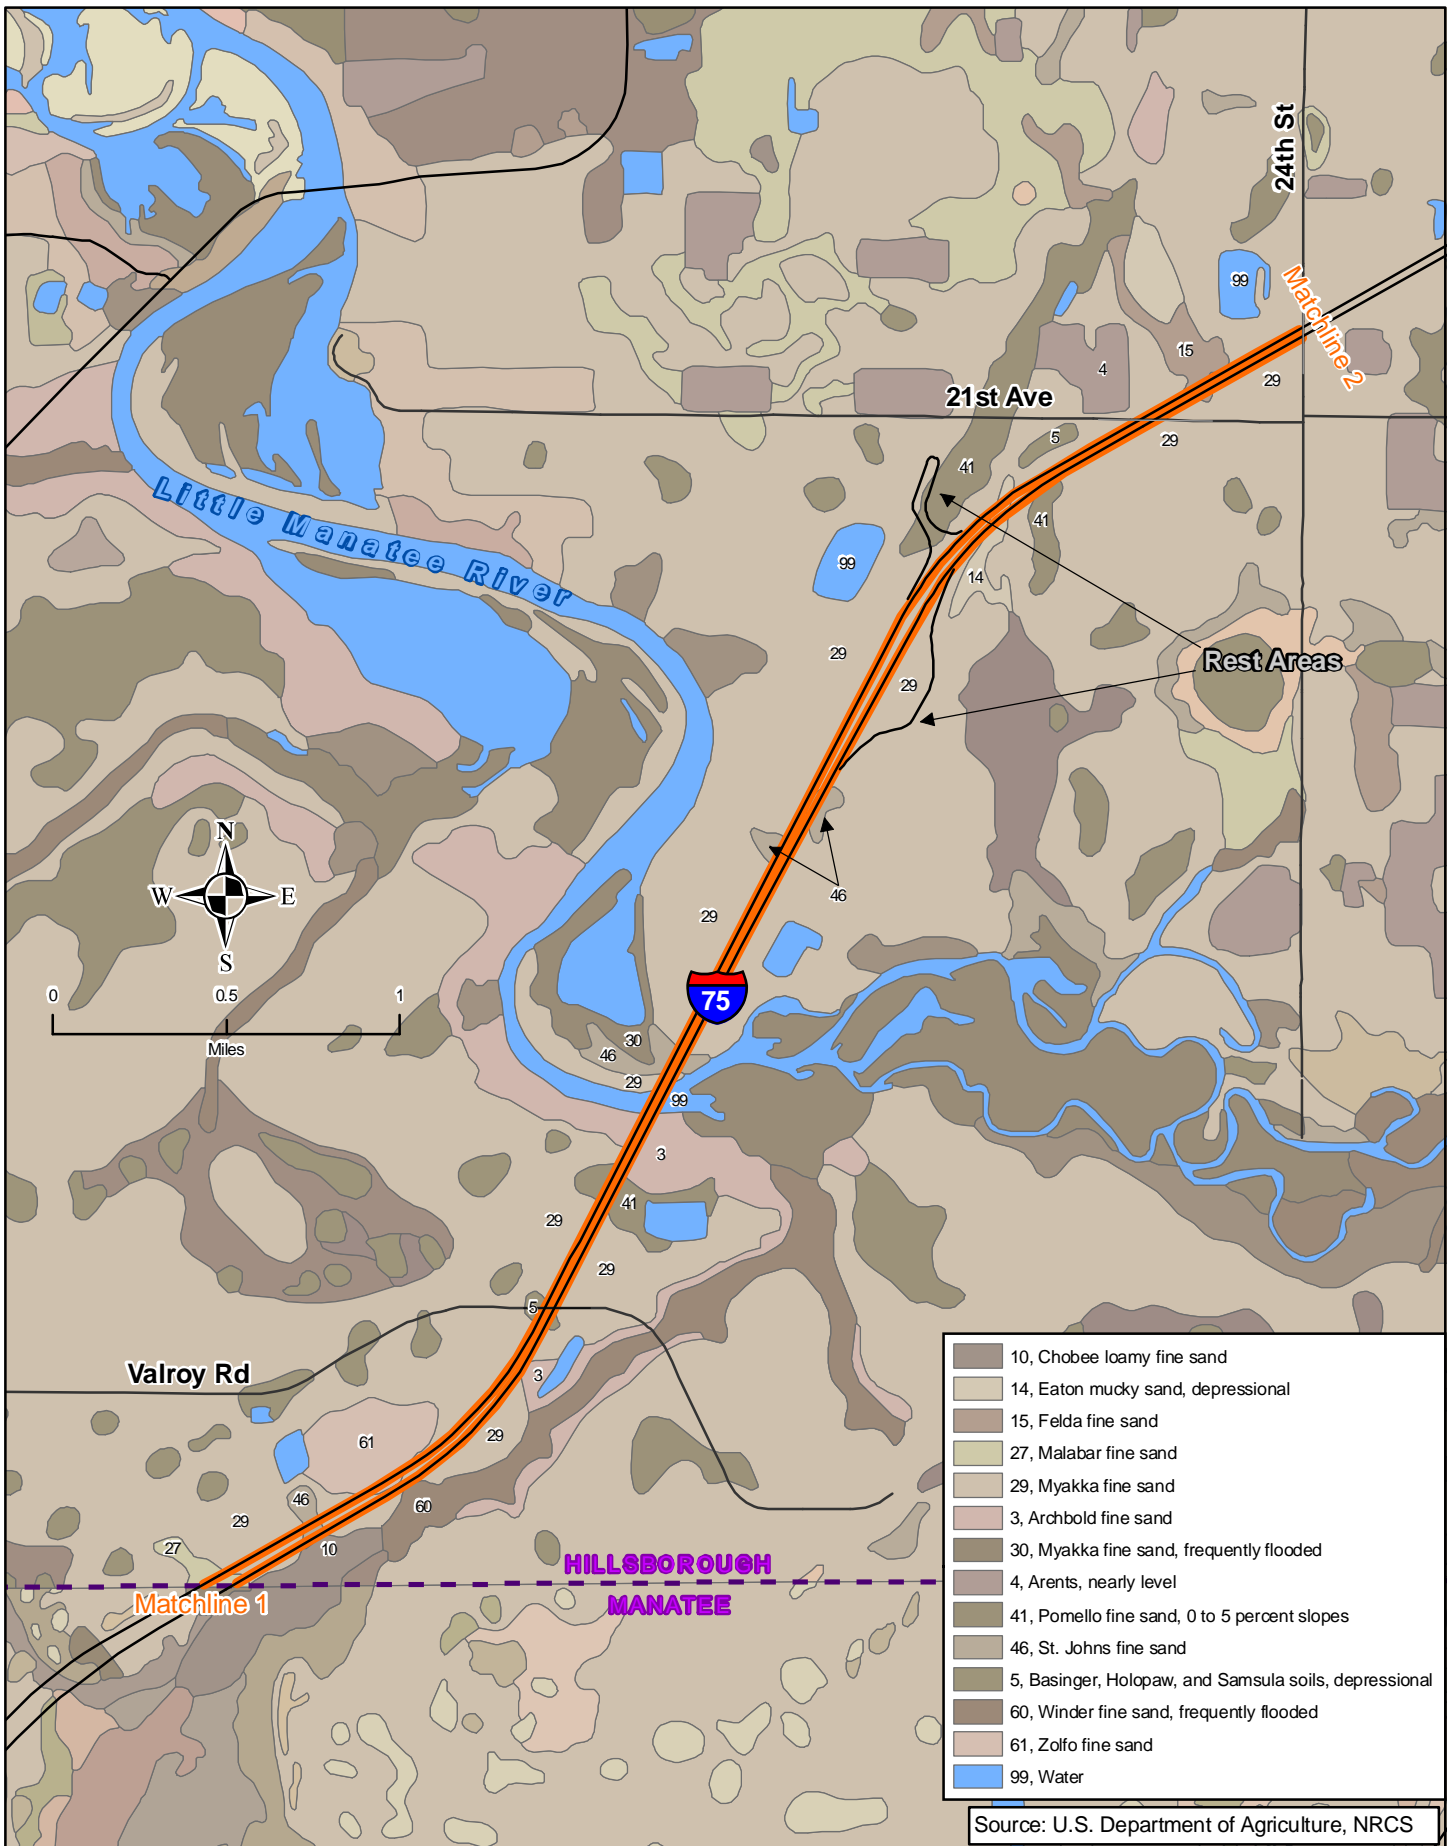 24th St
99
Matchline 2
15
4
29
21st Ave
5
29
41
41
Little Manatee River
99
14
29
Rest Areas
29
N
W E
S
46
29
0 0.5 1
Miles
75
30
46
29
99
3
41
29
29
5
Valroy Rd
3
61
29
46
60
29
27
10
HILLSBOROUGH
MANATEE
Matchline 1
10, Chobee loamy fine sand
14, Eaton mucky sand, depressional
15, Felda fine sand
27, Malabar fine sand
29, Myakka fine sand
3, Archbold fine sand
30, Myakka fine sand, frequently flooded
4, Arents, nearly level
41, Pomello fine sand, 0 to 5 percent slopes
46, St. Johns fine sand
5, Basinger, Holopaw, and Samsula soils, depressional
60, Winder fine sand, frequently flooded
61, Zolfo fine sand
99, Water
Source: U.S. Department of Agriculture, NRCS